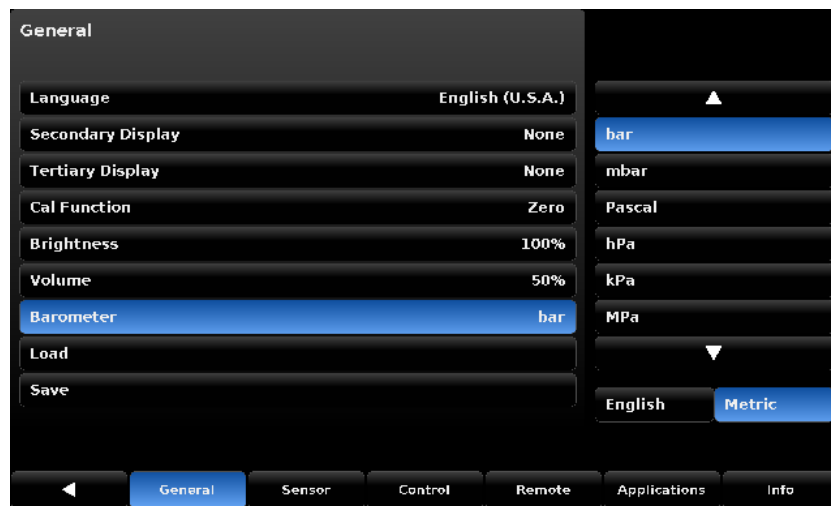 General
Language English (U.S.A.)
Secondary Display None
Tertiary Display None
Cal Function Zero
Brightness 100%
Volume 50%
Barometer bar
Load
Save
bar
mbar
Pascal
hPa
kPa
MPa
English Metric
General Sensor Control Remote Applications Info